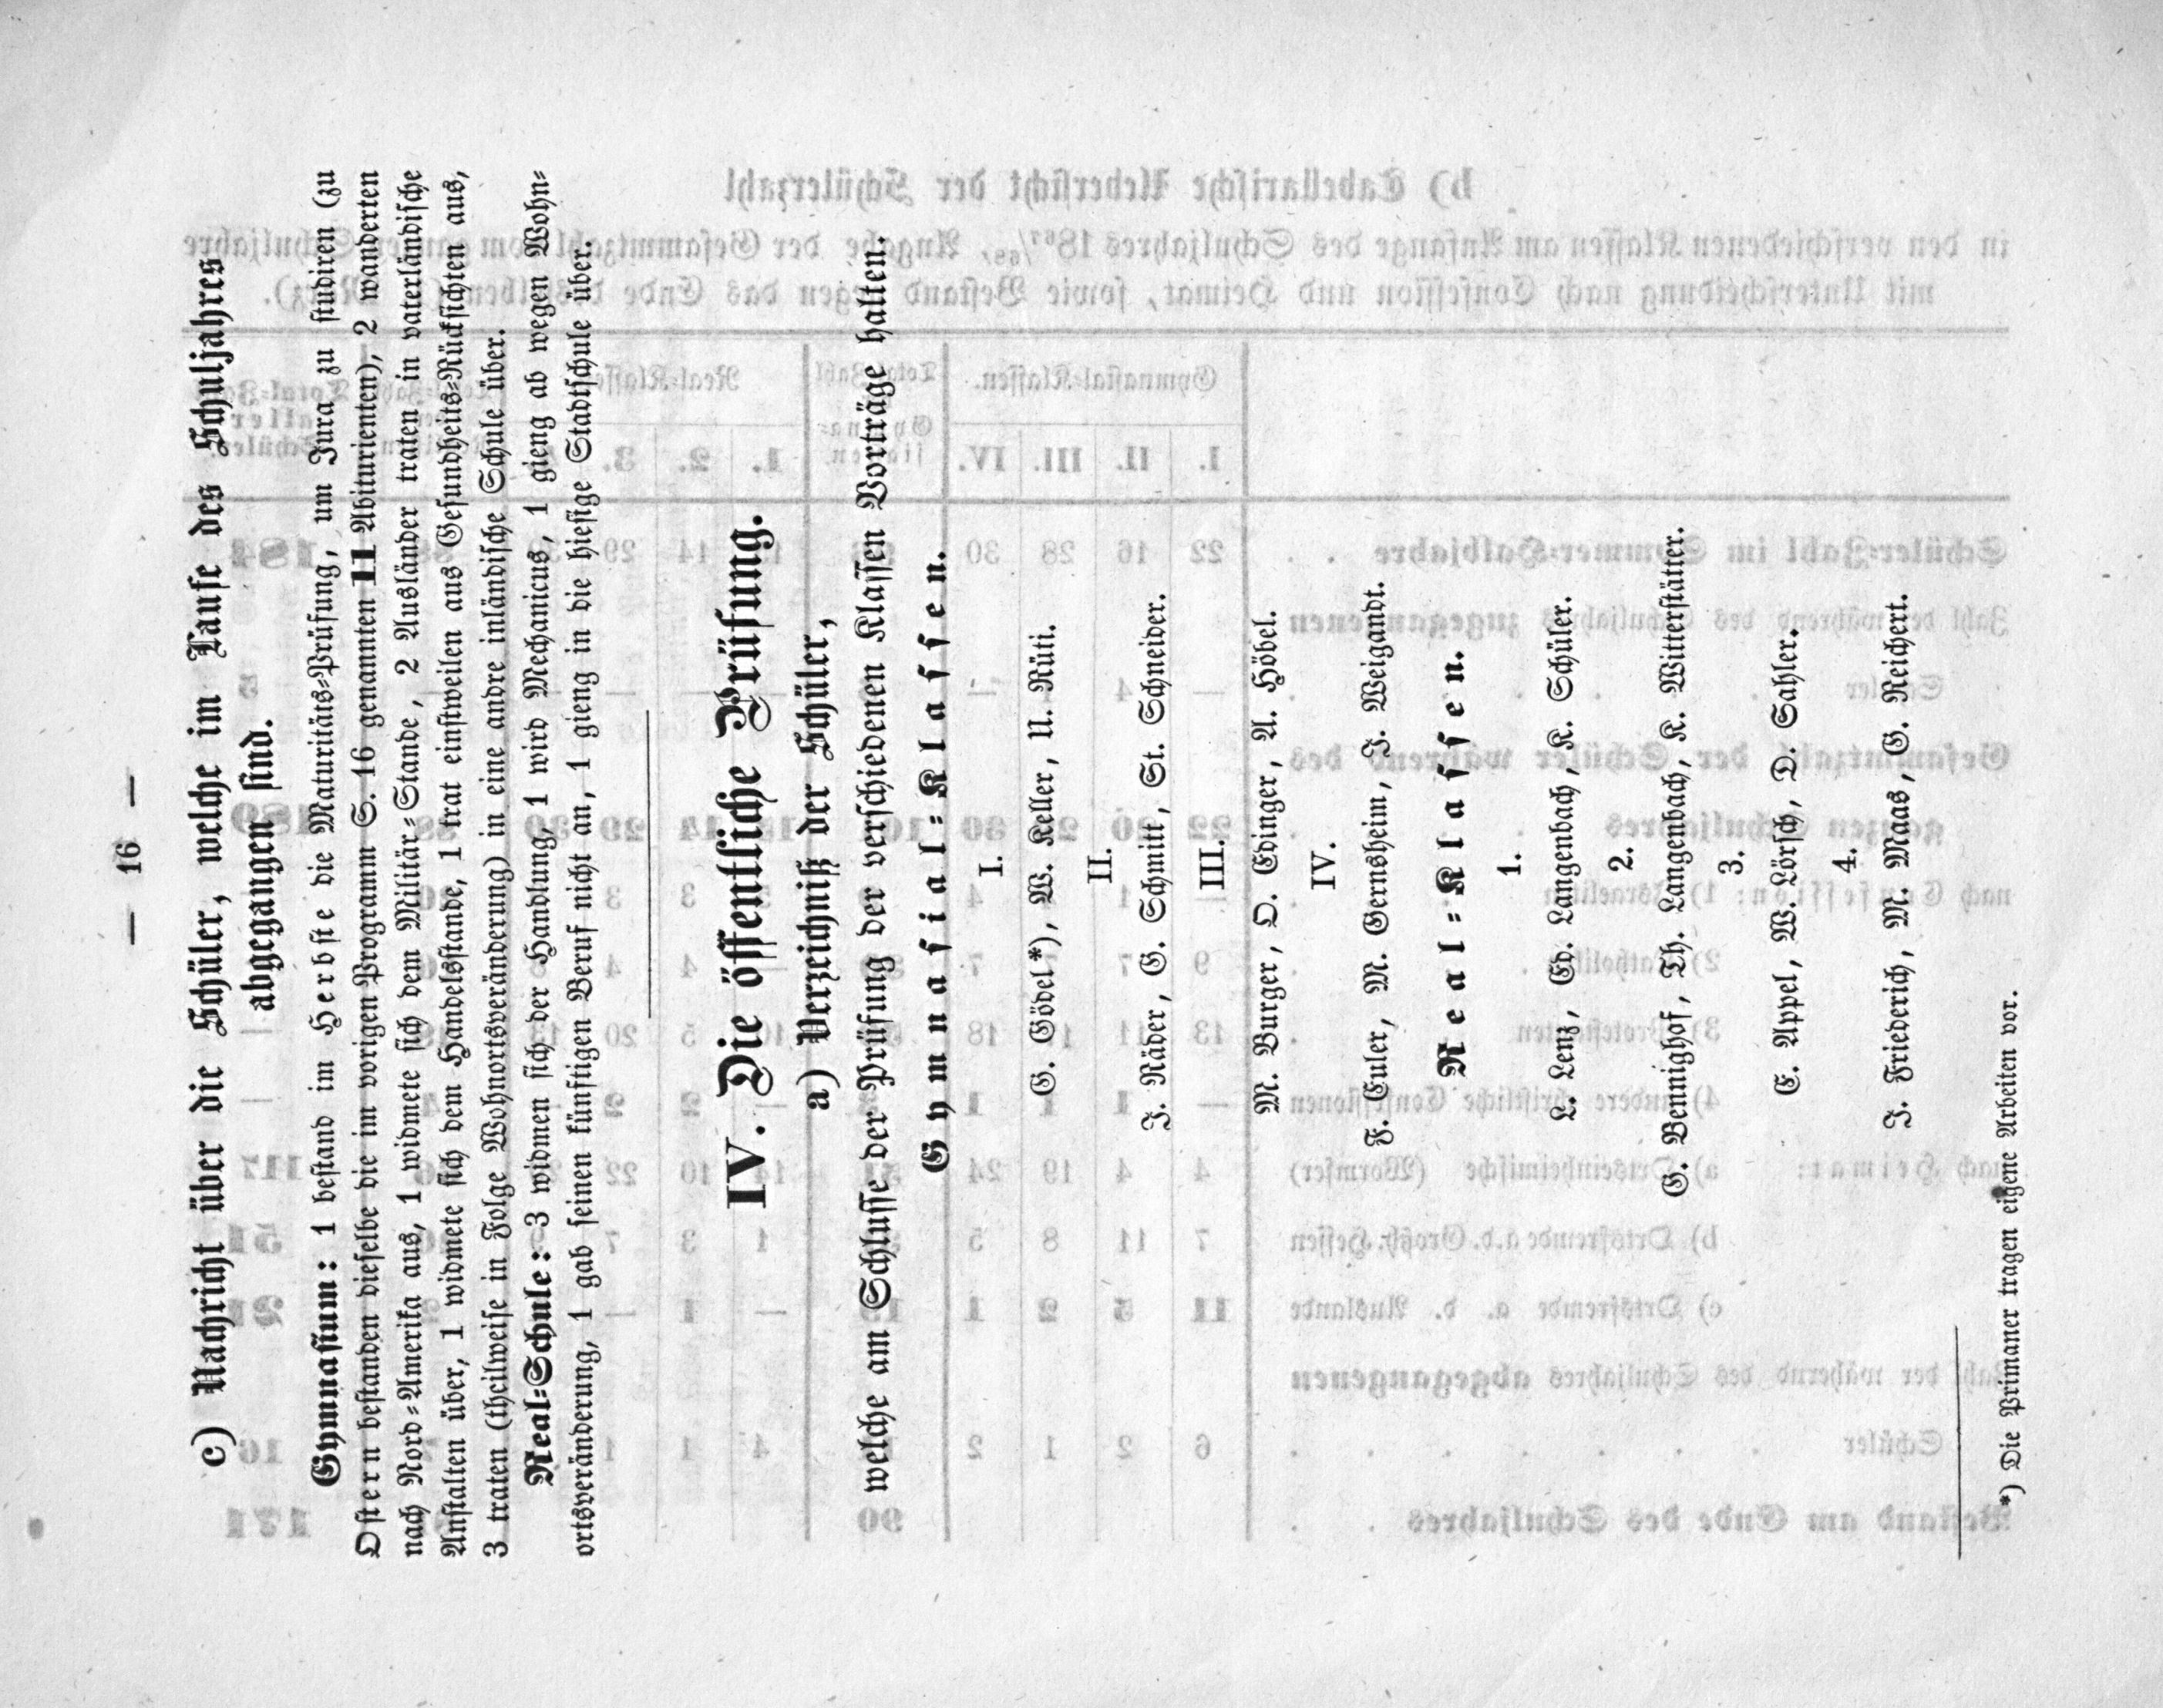 — 16 —
c) Nachricht über die Schüler, welche im Laufe des Schuljahres
abgegangen sind.
Gymnasium: 1 bestand im Herbste die Maturitäts=Prüfung, um Jura zu studiren (zu
Ostern bestanden dieselbe die im vorigen Programm S. 16 genannten 11 Abiturienten), 2 wanderten
nach Nord=Amerika aus, 1 widmete sich dem Militär=Stande, 2 Ausländer traten in vaterländische
Anstalten über, 1 widmete sich dem Handelsstande, 1 trat einstweilen aus Gesundheits=Rücksichten aus,
3 traten (theilweise in Folge Wohnortsveränderung) in eine andre inländische Schule über.
Real=Schule: 3 widmen sich der Handlung, 1 wird Mechanicus, 1 gieng ab wegen Wohn=
ortsveränderung, 1 gab seinen künftigen Beruf nicht an, 1 gieng in die hiesige Stadtschule über.
IV. Die öffentliche Prüfung.
a) Verzeichniß der Schüler,
welche am Schlusse der Prüfung der verschiedenen Klassen Vorträge halten.
Gymnasial=Klassen.
I.
G. Göbel*), W. Keller, U. Rüti.
II.
J. Räder, G. Schmitt, St. Schneider.
III.
M. Burger, O. Edinger, A. Höbel.
IV.
F. Euler, M. Gernsheim, J. Weigandt.
Real=Klassen.
1.
L. Lenz, Ed. Langenbach, K. Schüler.
2.
G. Bennighof, Th. Langenbach, K. Witterstätter.
3.
E. Appel, W. Lörsch, D. Sahler.
4.
J. Friederich, M. Maas, G. Reichert.
*) Die Primaner tragen eigene Arbeiten vor.